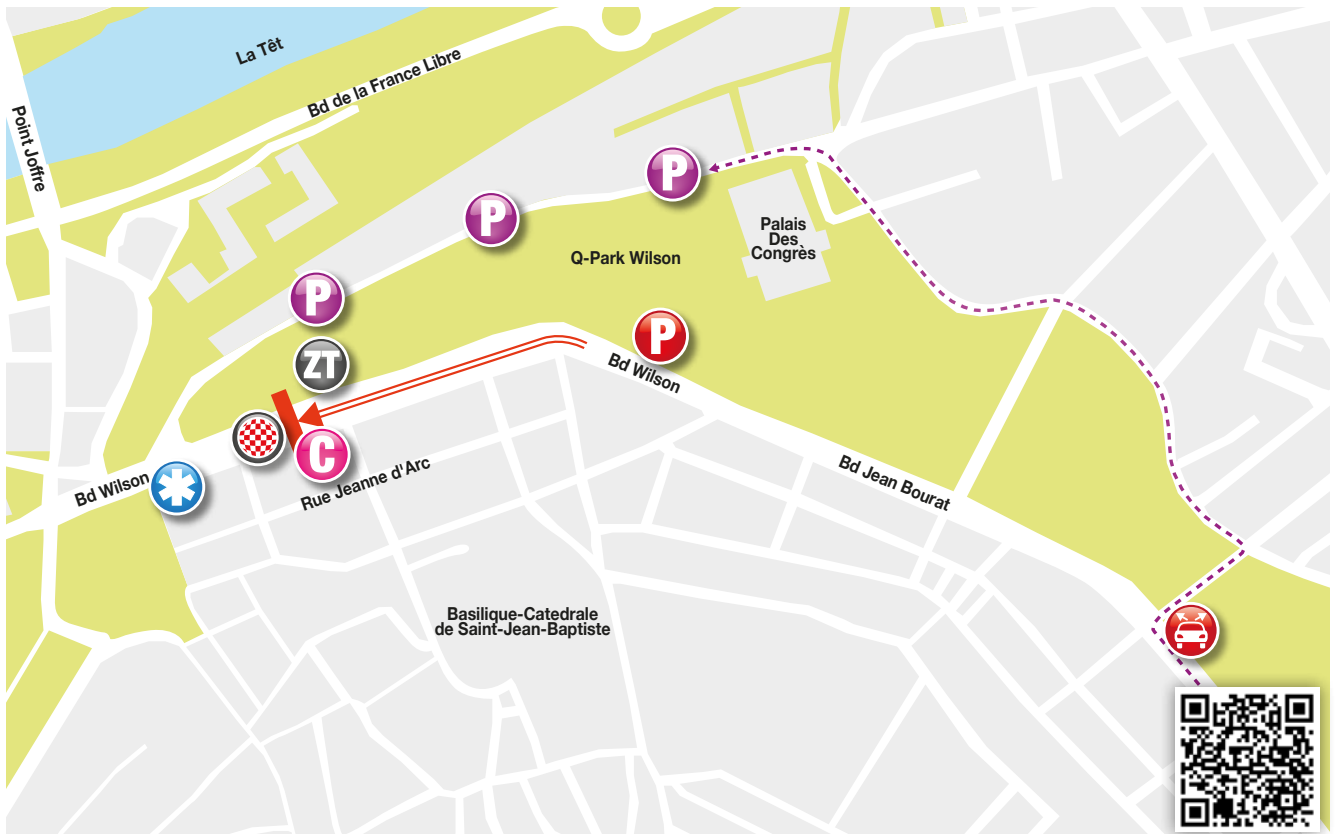 La Têt
Bd de la France Libre
Point Joffre
P
P
P
Palais
Des
Congrès
Q-Park Wilson
P
ZT
Bd Wilson
C
Rue Jeanne d'Arc
Bd Wilson
Bd Jean Bourat
Basilique-Catedrale
de Saint-Jean-Baptiste